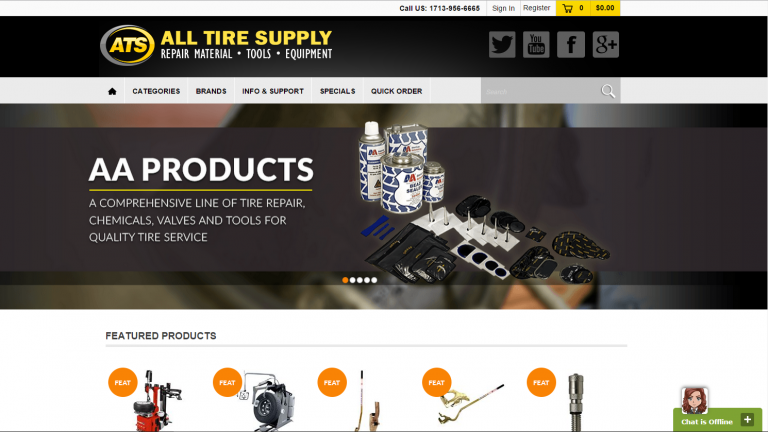 Call US: 1713-956-6665 Sign In Register 0 $0.00
ATS ALL TIRE SUPPLY
REPAIR MATERIAL • TOOLS • EQUIPMENT
You
Tube
CATEGORIES BRANDS INFO & SUPPORT SPECIALS QUICK ORDER Search
AA PRODUCTS
A COMPREHENSIVE LINE OF TIRE REPAIR,
CHEMICALS, VALVES AND TOOLS FOR
QUALITY TIRE SERVICE
FEATURED PRODUCTS
FEAT FEAT FEAT FEAT FEAT
Chat is Offline